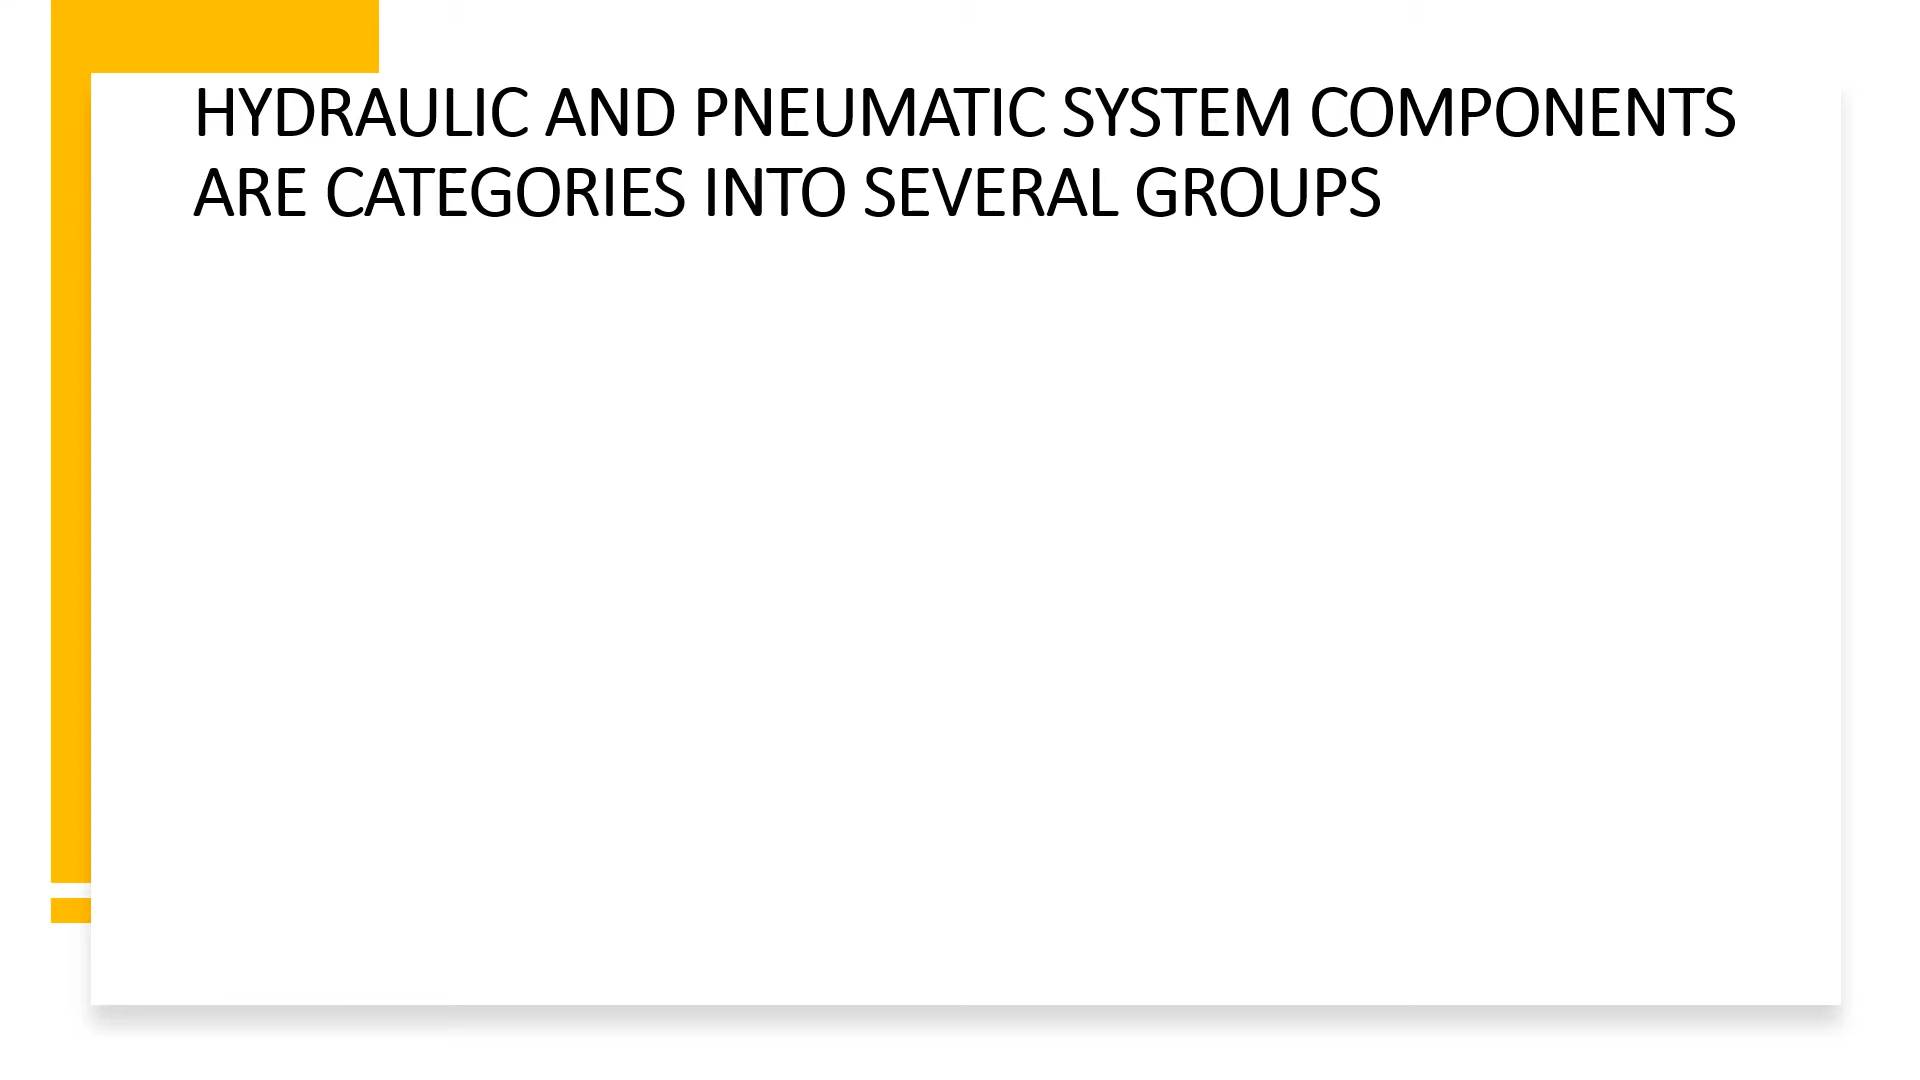 HYDRAULIC AND PNEUMATIC SYSTEM COMPONENTS
ARE CATEGORIES INTO SEVERAL GROUPS